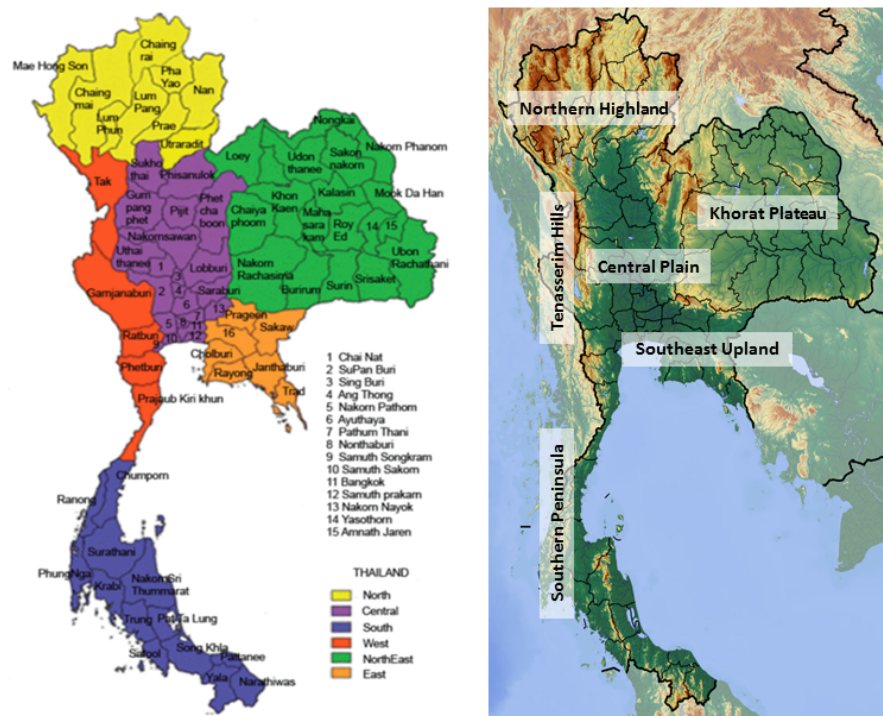 Chaing
rai
Mae Hong Son
Pha
Yao
Chaing
mai
Lum
Pang
Nan
Lum
Phun
Prae
Utraradit
Nongkai
Loey
Udon
thanee
Sakon
nakorn
Nakorn Phanom
Tak
Sukho
thai
Phisanulok
Gum
pang
phet
Pijit
Phet
cha
boon
Khon
Kaen
Kalasin
Mook Da Han
Chaiya
phoom
Maha
sara
kam
Roy
Ed
14
15
Nakornsawan
Uthai
thanee
Ubon
Rachathani
1
3
Lobburi
Nakorn
Rachasima
2
4
6
Saraburi
Burirum
Surin
Srisaket
Gamjanaburi
13
7
5
8
11
Prageen
16
Sakaw
Ratburi
9
10
12
Cholburi
Phetburi
Rayong
Janthaburi
Trad
Prajaub Kiri khun
1 Chai Nat
2 SuPan Buri
3 Sing Buri
4 Ang Thong
5 Nakorn Pathom
6 Ayuthaya
7 Pathum Thani
8 Nonthaburi
9 Samuth Songkram
10 Samuth Sakorn
11 Bangkok
12 Samuth prakarn
13 Nakorn Nayok
14 Yasothorn
15 Amnath Jaren
Chumporn
Ranong
Surathani
PhungNga
Krabi
Nakorn Sri
Thummarat
Trung
Pat Ta Lung
Satool
Song Khla
Pattanee
Yala
Narathiwas
THAILAND
North
Central
South
West
NorthEast
East
Northern Highland
Khorat Plateau
Tenasserim Hills
Central Plain
Southeast Upland
Southern Peninsula